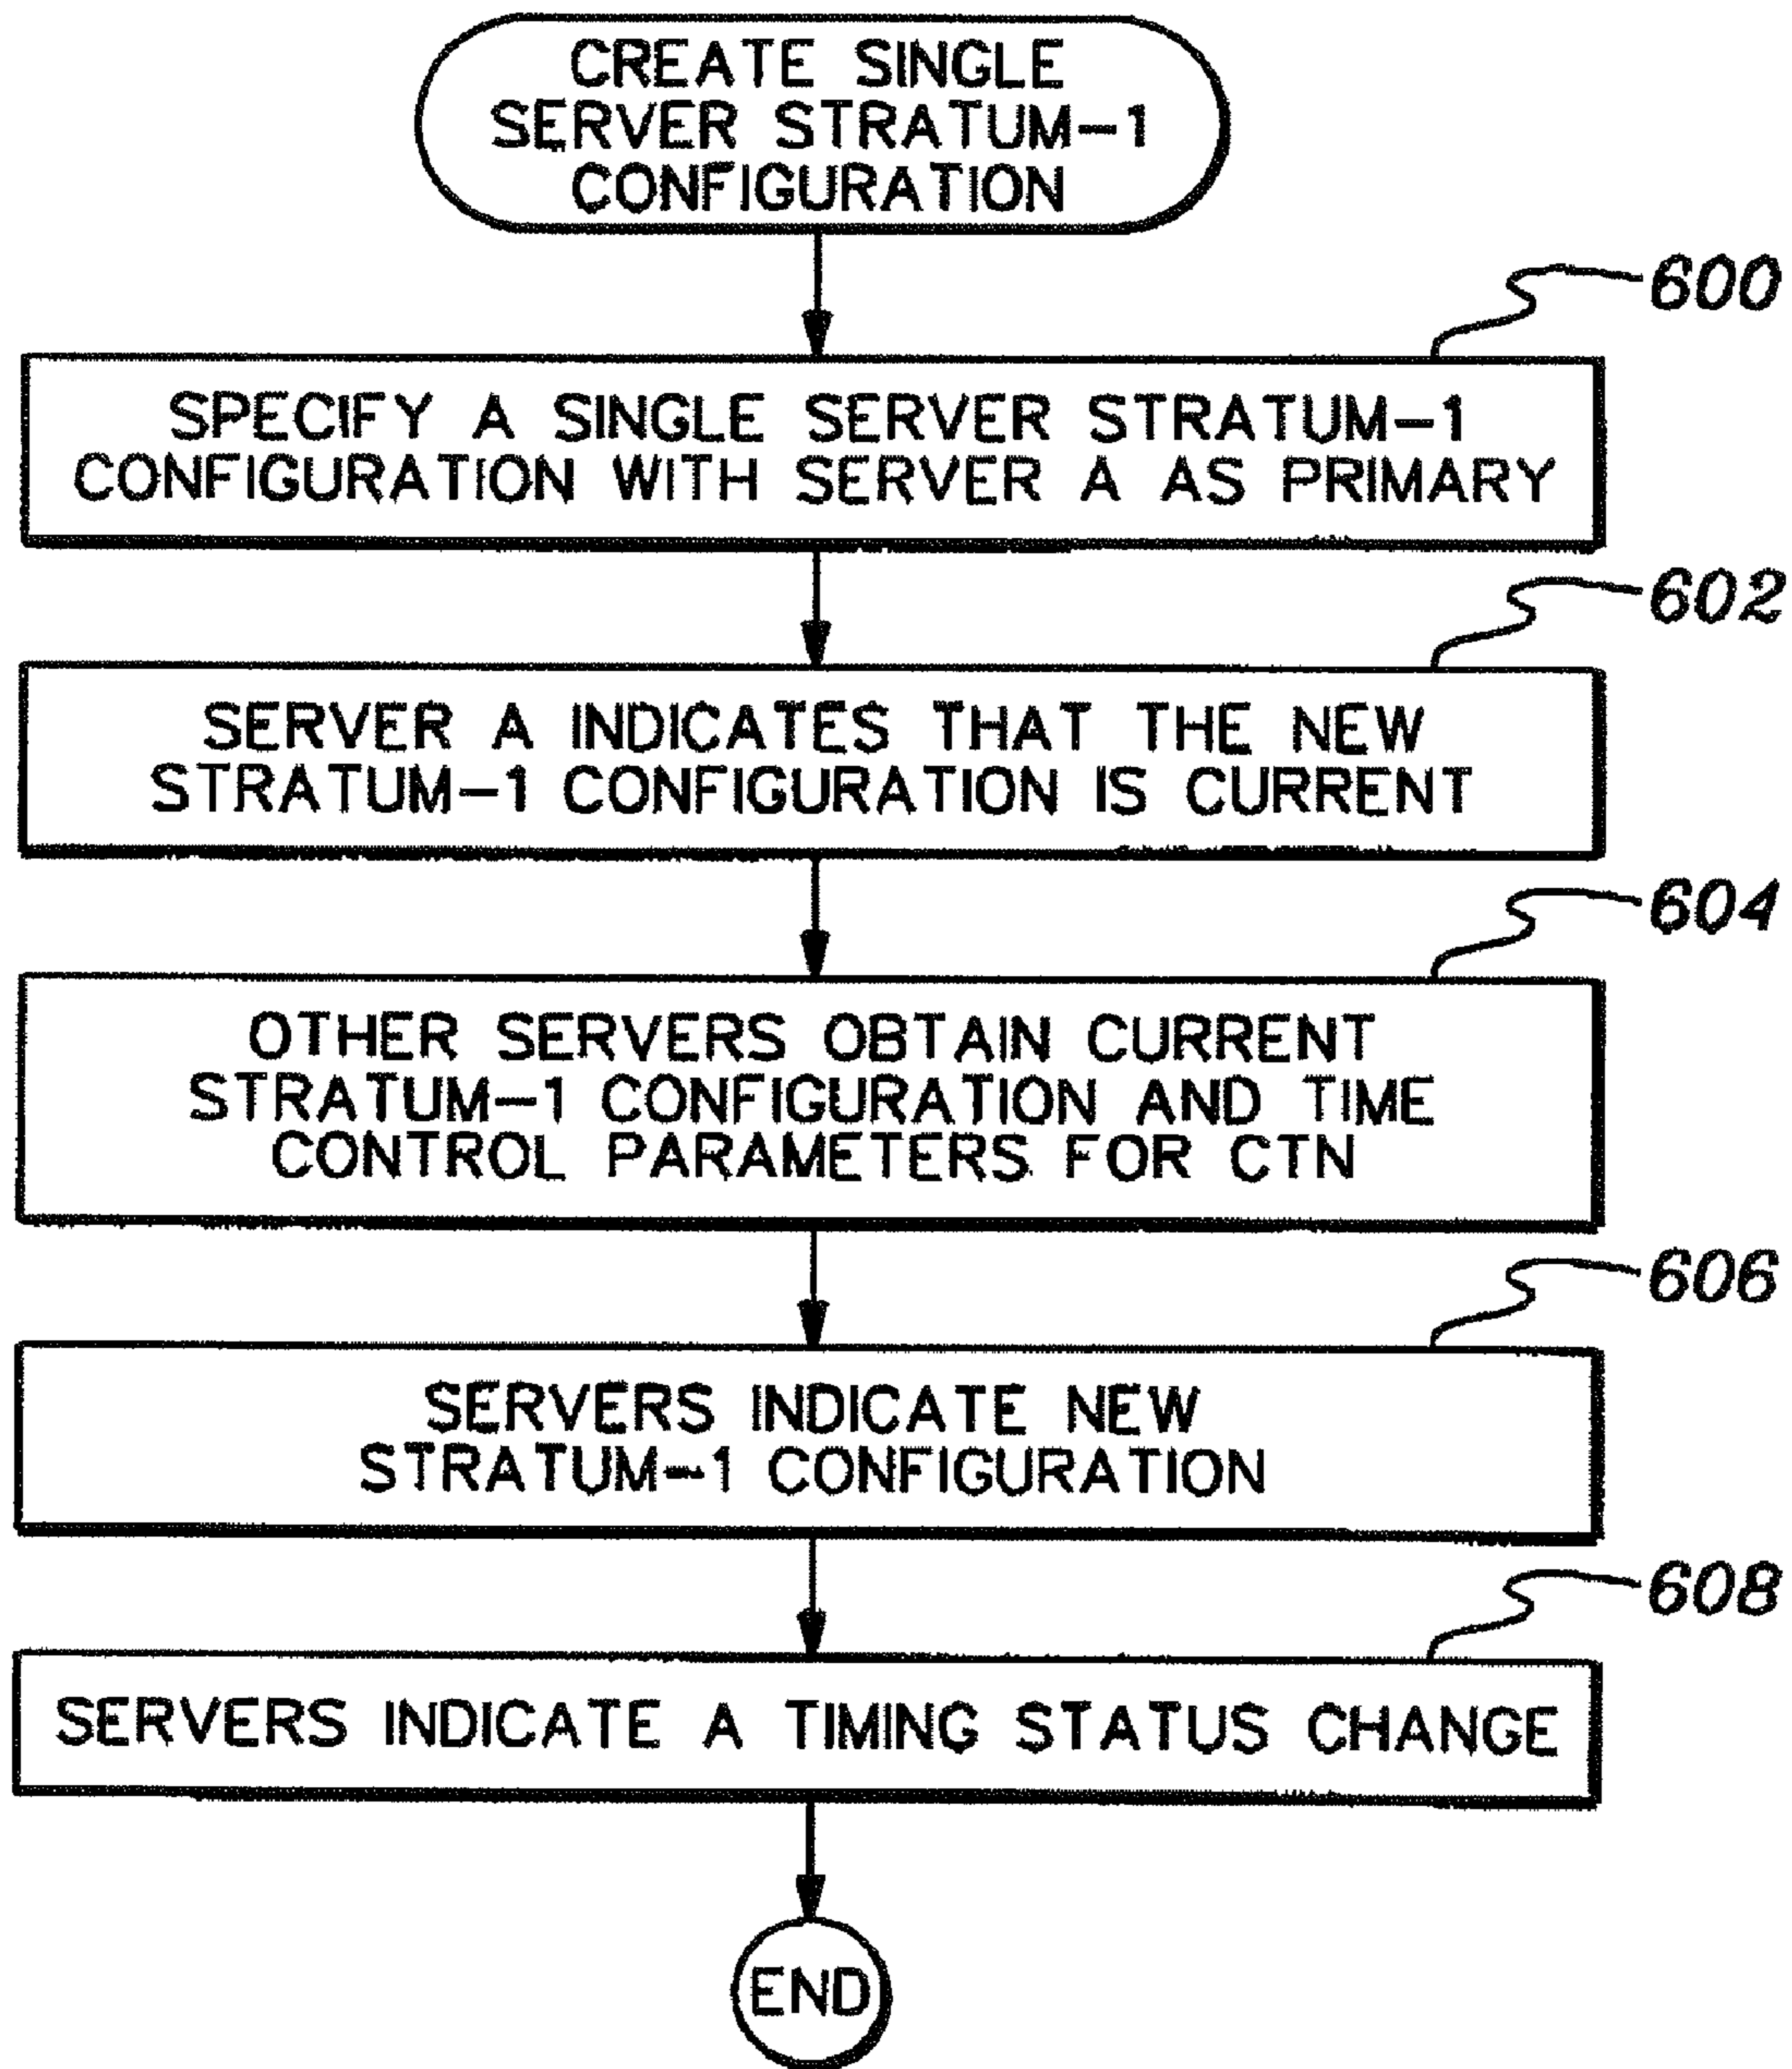 CREATE SINGLE
SERVER STRATUM-1
CONFIGURATION
600
SPECIFY A SINGLE SERVER STRATUM-1
CONFIGURATION WITH SERVER A AS PRIMARY
602
SERVER A INDICATES THAT THE NEW
STRATUM-1 CONFIGURATION IS CURRENT
604
OTHER SERVERS OBTAIN CURRENT
STRATUM-1 CONFIGURATION AND TIME
CONTROL PARAMETERS FOR CTN
606
SERVERS INDICATE NEW
STRATUM-1 CONFIGURATION
608
SERVERS INDICATE A TIMING STATUS CHANGE
END